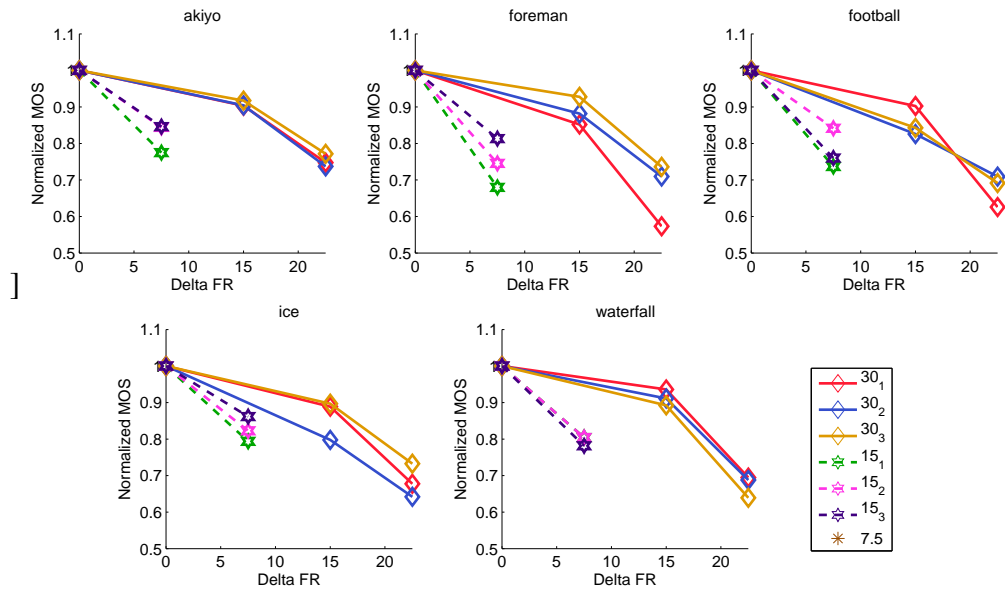 akiyo
1.1
1
0.9
0.8
0.7
0.6
0.5
Normalized MOS
0 5 10 15 20
Delta FR
foreman
1.1
1
0.9
0.8
0.7
0.6
0.5
Normalized MOS
0 5 10 15 20
Delta FR
football
1.1
1
0.9
0.8
0.7
0.6
0.5
Normalized MOS
0 5 10 15 20
Delta FR
]
ice
1.1
1
0.9
0.8
0.7
0.6
0.5
Normalized MOS
0 5 10 15 20
Delta FR
waterfall
1.1
1
0.9
0.8
0.7
0.6
0.5
Normalized MOS
0 5 10 15 20
Delta FR
30₁
30₂
30₃
15₁
15₂
15₃
7.5